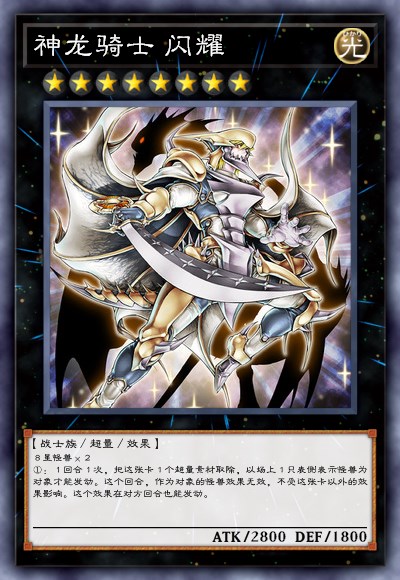 神龙骑士 闪耀
光
【战士族／超量／效果】
８星怪兽×２
①：１回合１次，把这张卡１个超量素材取除，以场上１只表侧表示怪兽为
对象才能发动。这个回合，作为对象的怪兽效果无效，不受这张卡以外的效
果影响。这个效果在对方回合也能发动。
ATK/2800 DEF/1800